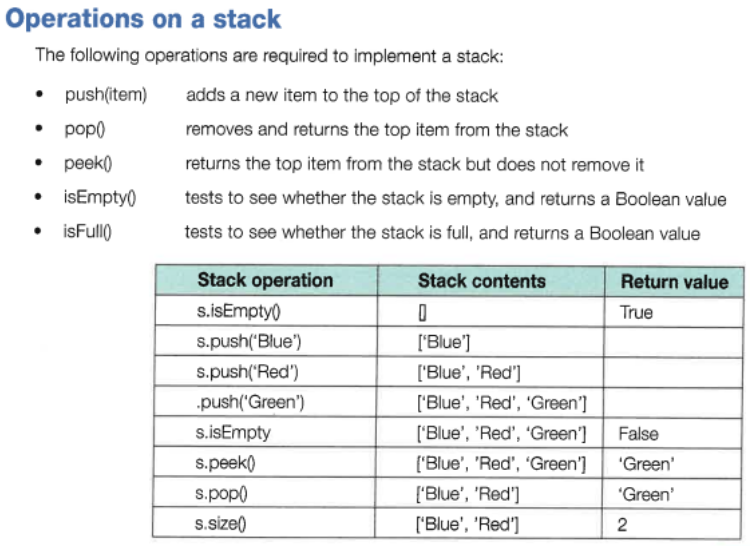 Operations on a stack
The following operations are required to implement a stack:
• push(item) adds a new item to the top of the stack
• pop() removes and returns the top item from the stack
• peek() returns the top item from the stack but does not remove it
• isEmpty() tests to see whether the stack is empty, and returns a Boolean value
• isFull() tests to see whether the stack is full, and returns a Boolean value
Stack operation Stack contents Return value
s.isEmpty() [] True
s.push('Blue') ['Blue']
s.push('Red') ['Blue', 'Red']
.push('Green') ['Blue', 'Red', 'Green']
s.isEmpty ['Blue', 'Red', 'Green'] False
s.peek() ['Blue', 'Red', 'Green'] 'Green'
s.pop() ['Blue', 'Red'] 'Green'
s.size() ['Blue', 'Red'] 2